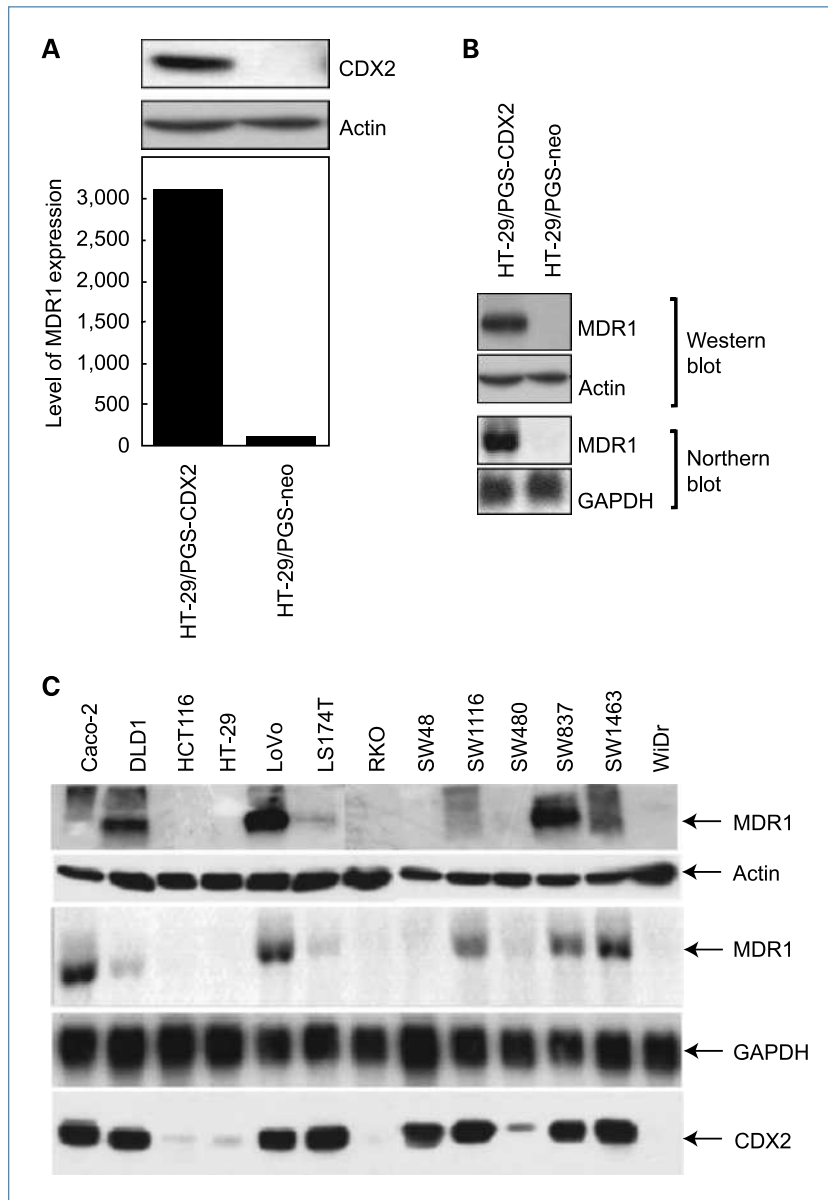 A
CDX2
Actin
Level of MDR1 expression
3,000
2,500
2,000
1,500
1,000
500
0
HT-29/PGS-CDX2
HT-29/PGS-neo
B
HT-29/PGS-CDX2
HT-29/PGS-neo
MDR1
Actin
Western
blot
MDR1
GAPDH
Northern
blot
C
Caco-2
DLD1
HCT116
HT-29
LoVo
LS174T
RKO
SW48
SW1116
SW480
SW837
SW1463
WiDr
MDR1
Actin
MDR1
GAPDH
CDX2